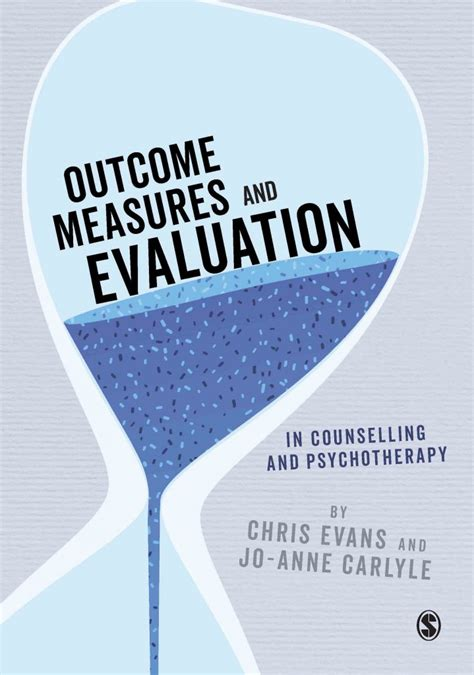 OUTCOME
MEASURES AND
EVALUATION
IN COUNSELLING
AND PSYCHOTHERAPY
BY
CHRIS EVANS AND
JO-ANNE CARLYLE
S